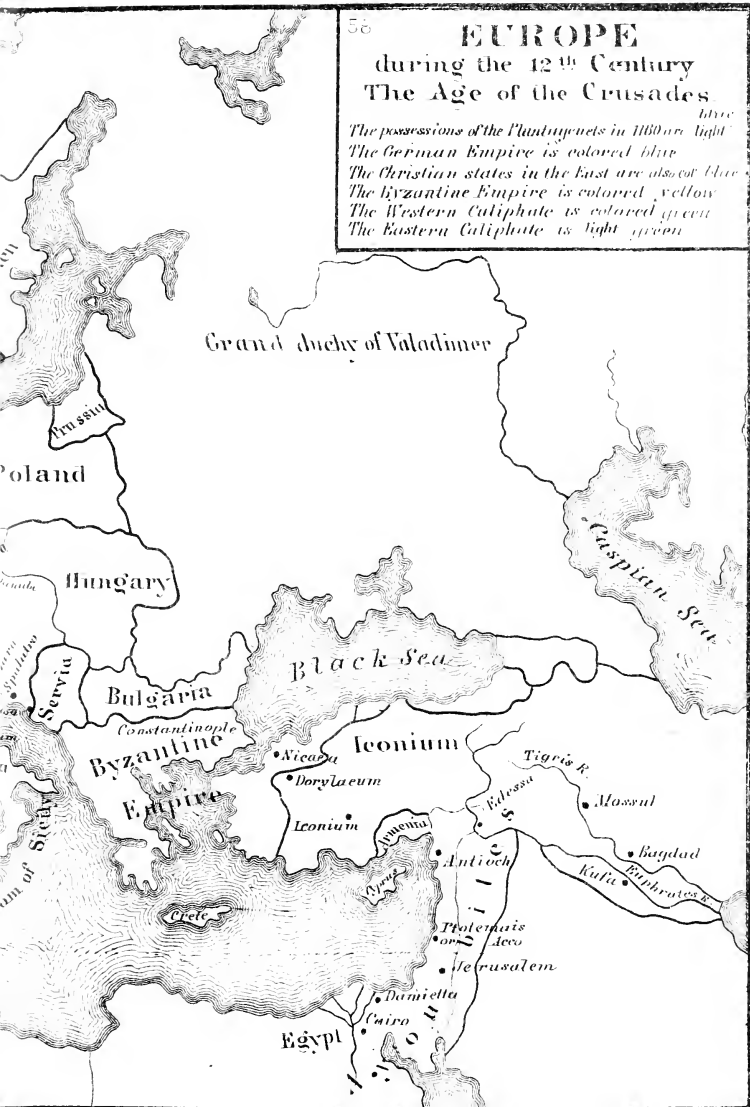 38
EUROPE
during the 12th Century
The Age of the Crusades.
blue
The possessions of the Plantagenets in 1180 are light
The German Empire is colored blue
The Christian states in the East are also col. blue
The Byzantine Empire is colored yellow
The Western Caliphate is colored green
The Eastern Caliphate is light green
Grand duchy of Valadimer
Prussia
Poland
Caspian Sea
Hungary
Spalatro
Servia
Black Sea
Bulgaria
Constantinople
Byzantine
Empire
Nicaea
Iconium
Dorylaeum
Tigris R.
Edessa
Mossul
Iconium
Armenia
Bagdad
Antioch
Kufa
Euphrates R.
Cyprus
Crete
of Sicily
Ptolemais
or Acco
Jerusalem
Damietta
Cairo
Egypt